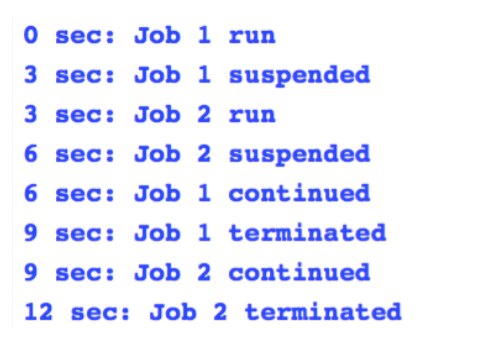 0 sec: Job 1 run
3 sec: Job 1 suspended
3 sec: Job 2 run
6 sec: Job 2 suspended
6 sec: Job 1 continued
9 sec: Job 1 terminated
9 sec: Job 2 continued
12 sec: Job 2 terminated